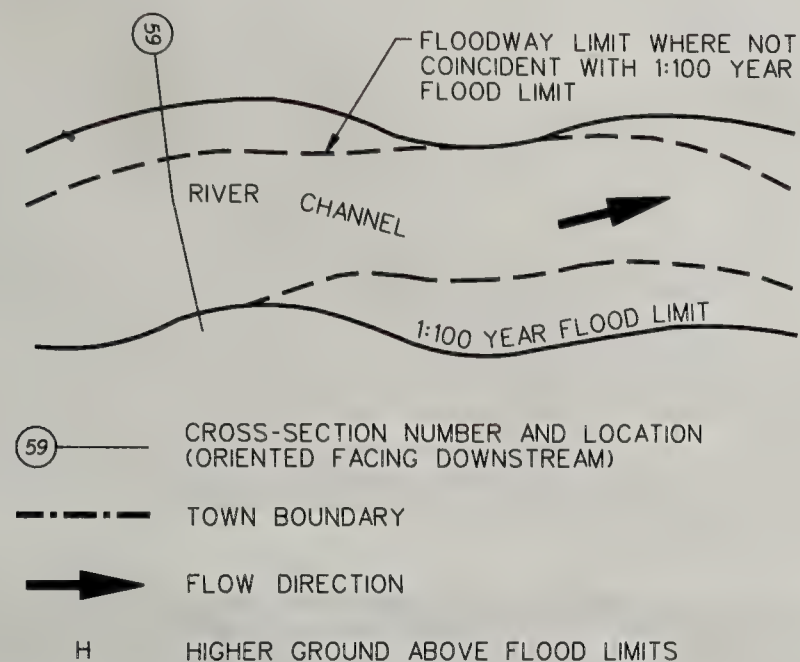 59
FLOODWAY LIMIT WHERE NOT
COINCIDENT WITH 1:100 YEAR
FLOOD LIMIT
RIVER CHANNEL
1:100 YEAR FLOOD LIMIT
59 CROSS-SECTION NUMBER AND LOCATION
(ORIENTED FACING DOWNSTREAM)
TOWN BOUNDARY
FLOW DIRECTION
H HIGHER GROUND ABOVE FLOOD LIMITS